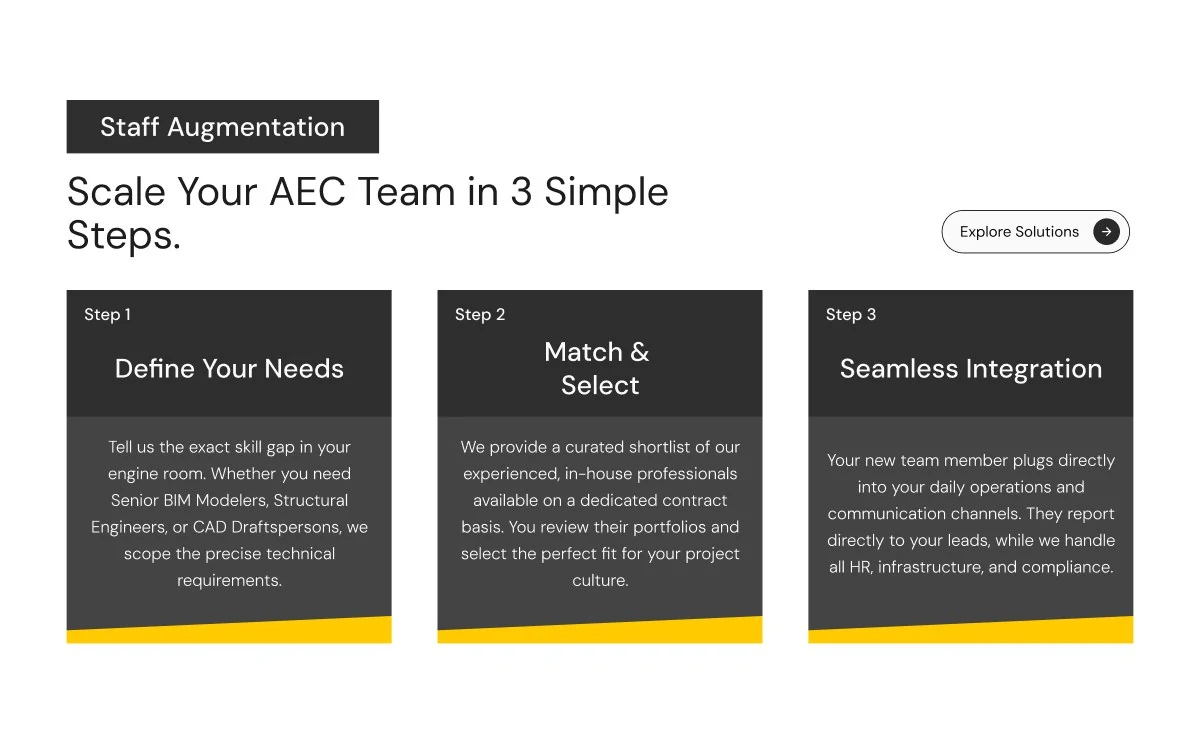 Staff Augmentation
Scale Your AEC Team in 3 Simple
Steps.
Explore Solutions
Step 1
Define Your Needs
Tell us the exact skill gap in your
engine room. Whether you need
Senior BIM Modelers, Structural
Engineers, or CAD Draftspersons, we
scope the precise technical
requirements.
Step 2
Match &
Select
We provide a curated shortlist of our
experienced, in-house professionals
available on a dedicated contract
basis. You review their portfolios and
select the perfect fit for your project
culture.
Step 3
Seamless Integration
Your new team member plugs directly
into your daily operations and
communication channels. They report
directly to your leads, while we handle
all HR, infrastructure, and compliance.